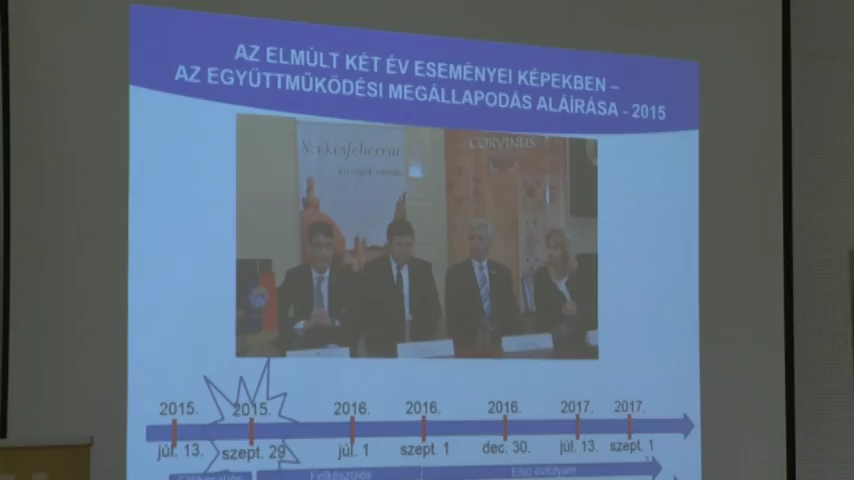 AZ ELMÚLT KÉT ÉV ESEMÉNYEI KÉPEKBEN –
AZ EGYÜTTMŰKÖDÉSI MEGÁLLAPODÁS ALÁÍRÁSA - 2015
Székesfehérvár
CORVINUS
2015. 2015. 2016. 2016. 2016. 2017. 2017.
júl. 13. szept. 29 júl. 1 szept. 1 dec. 30. júl. 13. szept. 1
Felkészülés Első évfolyam